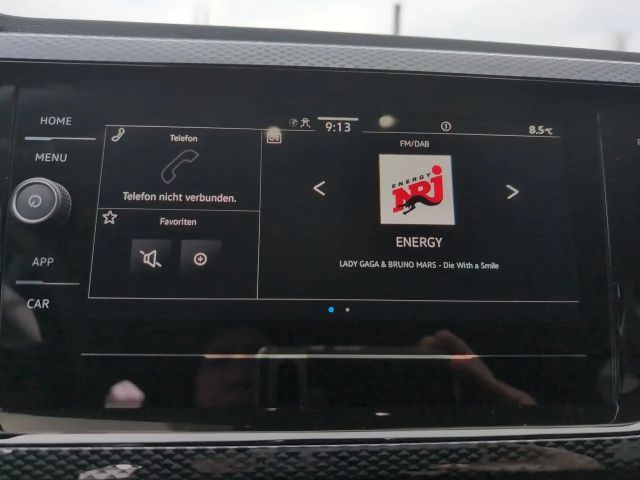 HOME
MENU
APP
CAR
9:13
8.5°C
Telefon
Telefon nicht verbunden.
Favoriten
FM/DAB
ENERGY
NRJ
ENERGY
LADY GAGA & BRUNO MARS - Die With a Smile